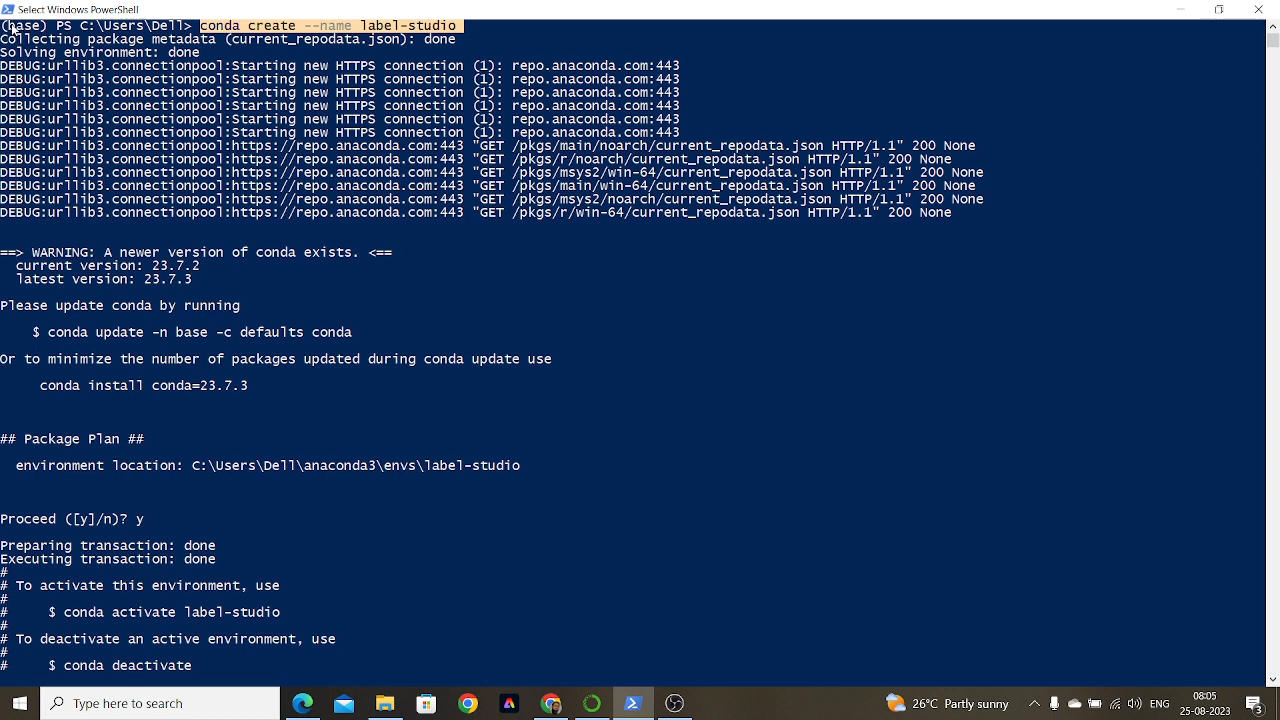 Select Windows PowerShell
(base) PS C:\Users\Dell> conda create --name label-studio
Collecting package metadata (current_repodata.json): done
Solving environment: done
DEBUG:urllib3.connectionpool:Starting new HTTPS connection (1): repo.anaconda.com:443
DEBUG:urllib3.connectionpool:Starting new HTTPS connection (1): repo.anaconda.com:443
DEBUG:urllib3.connectionpool:Starting new HTTPS connection (1): repo.anaconda.com:443
DEBUG:urllib3.connectionpool:Starting new HTTPS connection (1): repo.anaconda.com:443
DEBUG:urllib3.connectionpool:Starting new HTTPS connection (1): repo.anaconda.com:443
DEBUG:urllib3.connectionpool:Starting new HTTPS connection (1): repo.anaconda.com:443
DEBUG:urllib3.connectionpool:https://repo.anaconda.com:443 "GET /pkgs/main/noarch/current_repodata.json HTTP/1.1" 200 None
DEBUG:urllib3.connectionpool:https://repo.anaconda.com:443 "GET /pkgs/r/noarch/current_repodata.json HTTP/1.1" 200 None
DEBUG:urllib3.connectionpool:https://repo.anaconda.com:443 "GET /pkgs/msys2/win-64/current_repodata.json HTTP/1.1" 200 None
DEBUG:urllib3.connectionpool:https://repo.anaconda.com:443 "GET /pkgs/main/win-64/current_repodata.json HTTP/1.1" 200 None
DEBUG:urllib3.connectionpool:https://repo.anaconda.com:443 "GET /pkgs/msys2/noarch/current_repodata.json HTTP/1.1" 200 None
DEBUG:urllib3.connectionpool:https://repo.anaconda.com:443 "GET /pkgs/r/win-64/current_repodata.json HTTP/1.1" 200 None
==> WARNING: A newer version of conda exists. <==
current version: 23.7.2
latest version: 23.7.3
Please update conda by running
$ conda update -n base -c defaults conda
Or to minimize the number of packages updated during conda update use
conda install conda=23.7.3
## Package Plan ##
environment location: C:\Users\Dell\anaconda3\envs\label-studio
Proceed ([y]/n)? y
Preparing transaction: done
Executing transaction: done
#
# To activate this environment, use
#
# $ conda activate label-studio
#
# To deactivate an active environment, use
#
# $ conda deactivate
Type here to search
26°C Partly sunny
ENG
08:05
25-08-2023
3